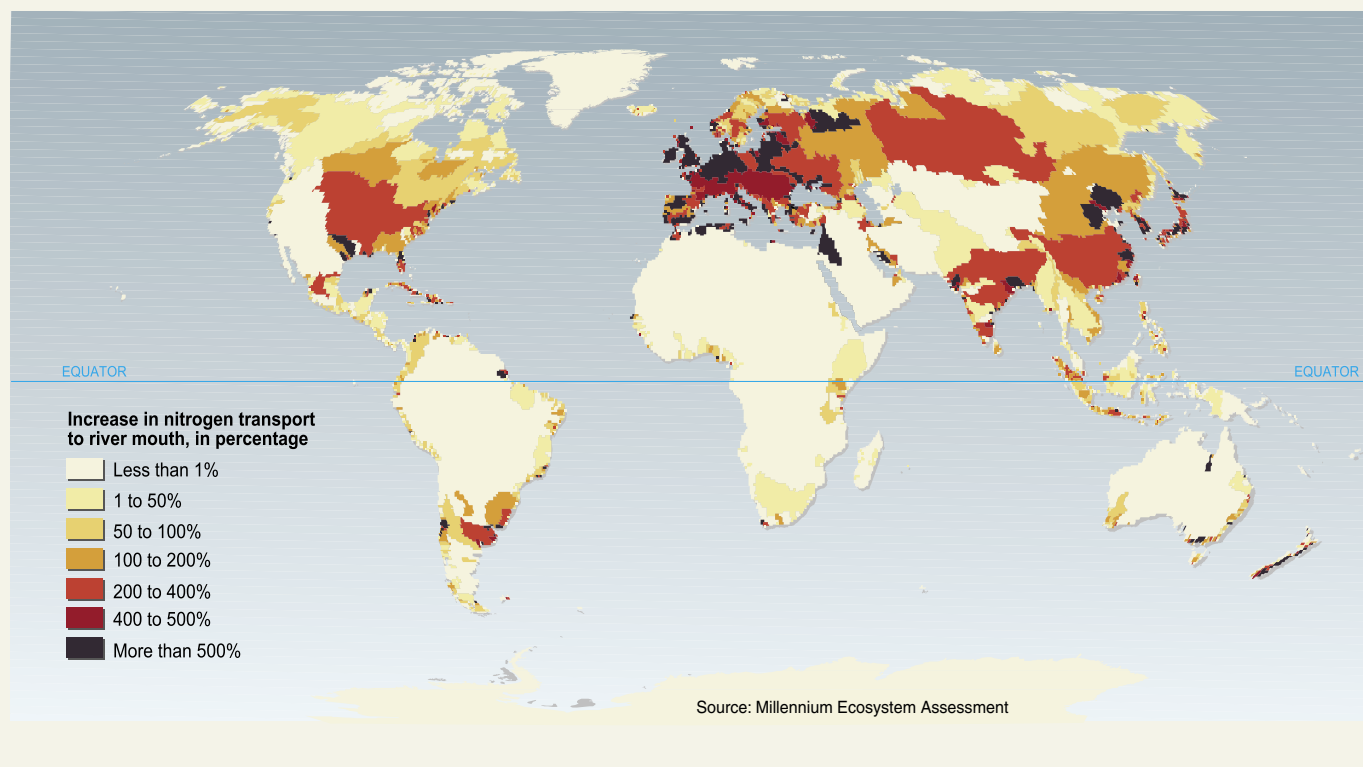 EQUATOR
EQUATOR
Increase in nitrogen transport
to river mouth, in percentage
Less than 1%
1 to 50%
50 to 100%
100 to 200%
200 to 400%
400 to 500%
More than 500%
Source: Millennium Ecosystem Assessment